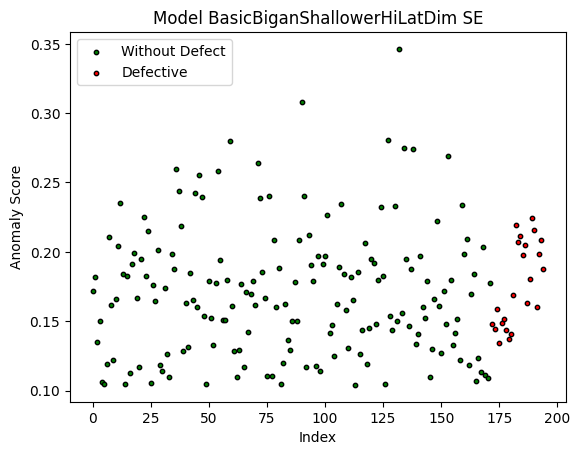 Model BasicBiganShallowerHiLatDim SE
Without Defect
Defective
Anomaly Score
0.35
0.30
0.25
0.20
0.15
0.10
0 25 50 75 100 125 150 175 200
Index